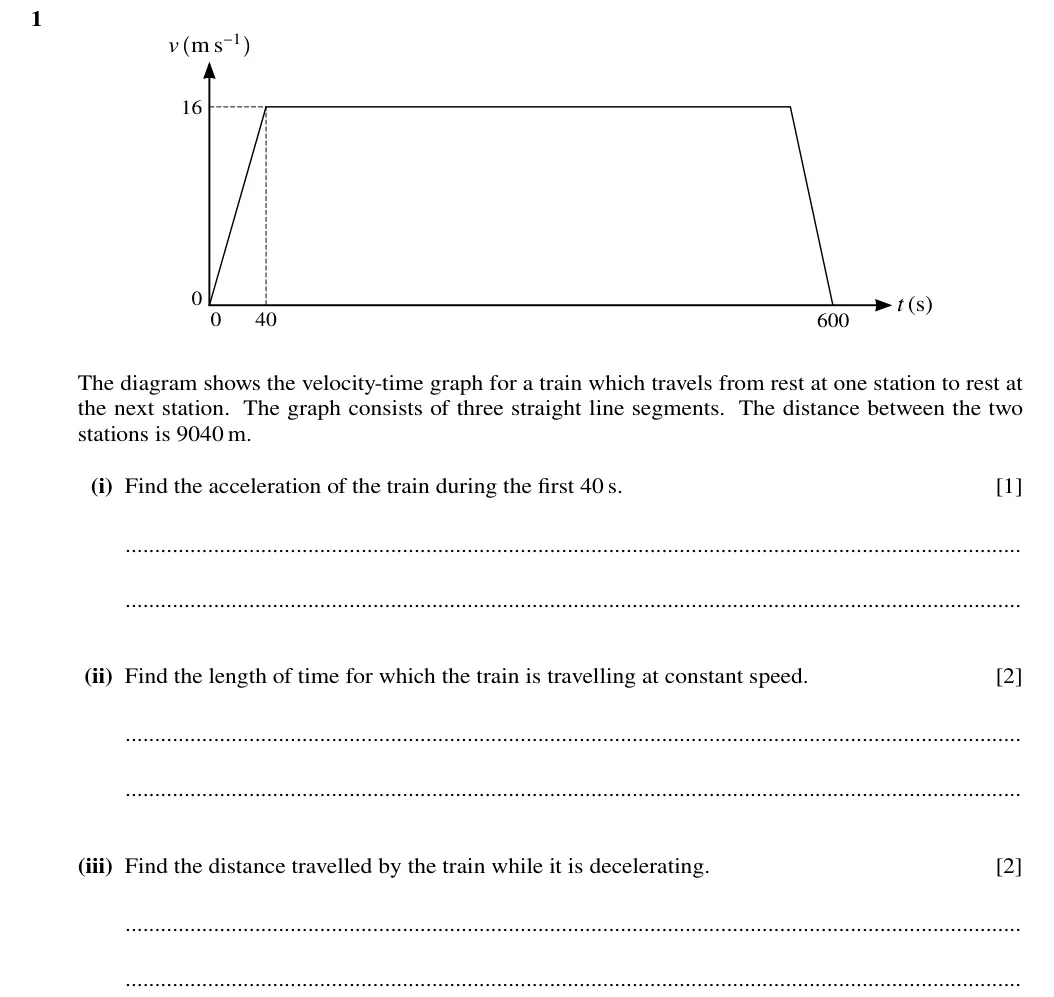 1
v (m s⁻¹)
16
0
0 40 600 t (s)
The diagram shows the velocity-time graph for a train which travels from rest at one station to rest at
the next station. The graph consists of three straight line segments. The distance between the two
stations is 9040 m.
(i) Find the acceleration of the train during the first 40 s. [1]
(ii) Find the length of time for which the train is travelling at constant speed. [2]
(iii) Find the distance travelled by the train while it is decelerating. [2]